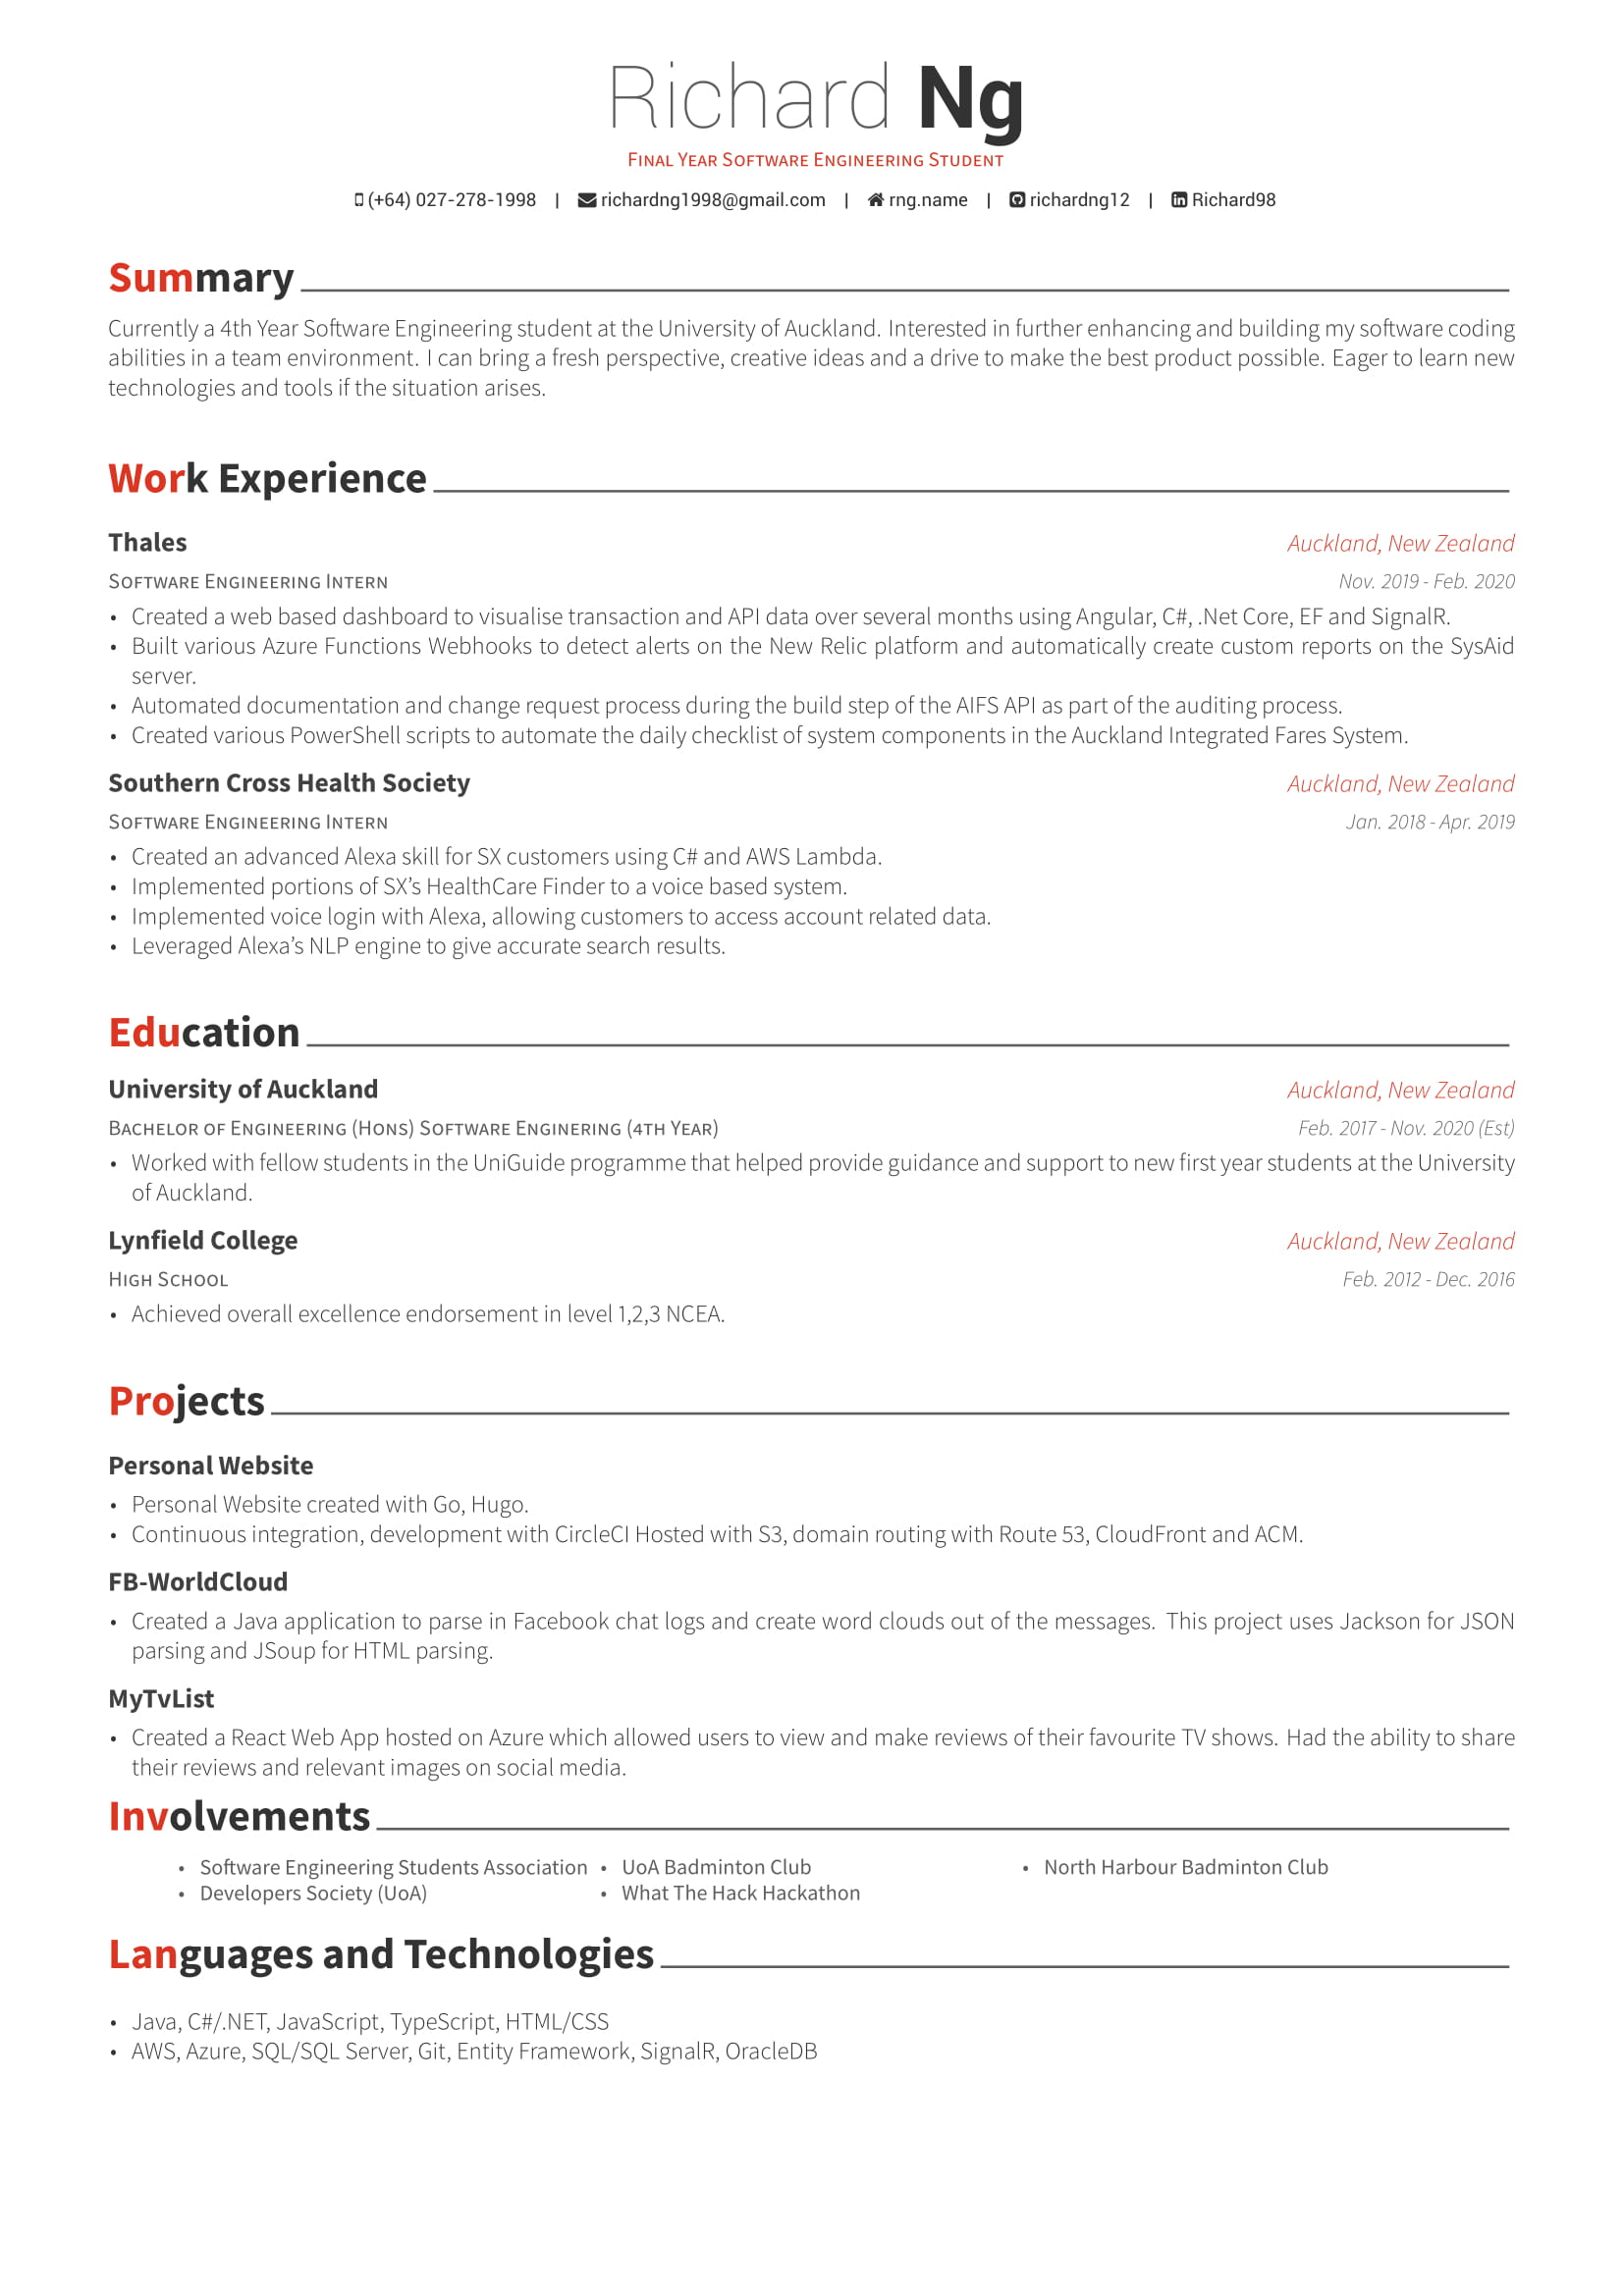 Richard Ng
Final Year Software Engineering Student
(+64) 027-278-1998 | richardng1998@gmail.com | rng.name | richardng12 | Richard98
Summary
Currently a 4th Year Software Engineering student at the University of Auckland. Interested in further enhancing and building my software coding
abilities in a team environment. I can bring a fresh perspective, creative ideas and a drive to make the best product possible. Eager to learn new
technologies and tools if the situation arises.
Work Experience
Thales Auckland, New Zealand
Software Engineering Intern Nov. 2019 - Feb. 2020
• Created a web based dashboard to visualise transaction and API data over several months using Angular, C#, .Net Core, EF and SignalR.
• Built various Azure Functions Webhooks to detect alerts on the New Relic platform and automatically create custom reports on the SysAid
server.
• Automated documentation and change request process during the build step of the AIFS API as part of the auditing process.
• Created various PowerShell scripts to automate the daily checklist of system components in the Auckland Integrated Fares System.
Southern Cross Health Society Auckland, New Zealand
Software Engineering Intern Jan. 2018 - Apr. 2019
• Created an advanced Alexa skill for SX customers using C# and AWS Lambda.
• Implemented portions of SX's HealthCare Finder to a voice based system.
• Implemented voice login with Alexa, allowing customers to access account related data.
• Leveraged Alexa's NLP engine to give accurate search results.
Education
University of Auckland Auckland, New Zealand
Bachelor of Engineering (Hons) Software Enginering (4th Year) Feb. 2017 - Nov. 2020 (Est)
• Worked with fellow students in the UniGuide programme that helped provide guidance and support to new first year students at the University
of Auckland.
Lynfield College Auckland, New Zealand
High School Feb. 2012 - Dec. 2016
• Achieved overall excellence endorsement in level 1,2,3 NCEA.
Projects
Personal Website
• Personal Website created with Go, Hugo.
• Continuous integration, development with CircleCI Hosted with S3, domain routing with Route 53, CloudFront and ACM.
FB-WorldCloud
• Created a Java application to parse in Facebook chat logs and create word clouds out of the messages. This project uses Jackson for JSON
parsing and JSoup for HTML parsing.
MyTvList
• Created a React Web App hosted on Azure which allowed users to view and make reviews of their favourite TV shows. Had the ability to share
their reviews and relevant images on social media.
Involvements
• Software Engineering Students Association • UoA Badminton Club • North Harbour Badminton Club
• Developers Society (UoA) • What The Hack Hackathon
Languages and Technologies
• Java, C#/.NET, JavaScript, TypeScript, HTML/CSS
• AWS, Azure, SQL/SQL Server, Git, Entity Framework, SignalR, OracleDB